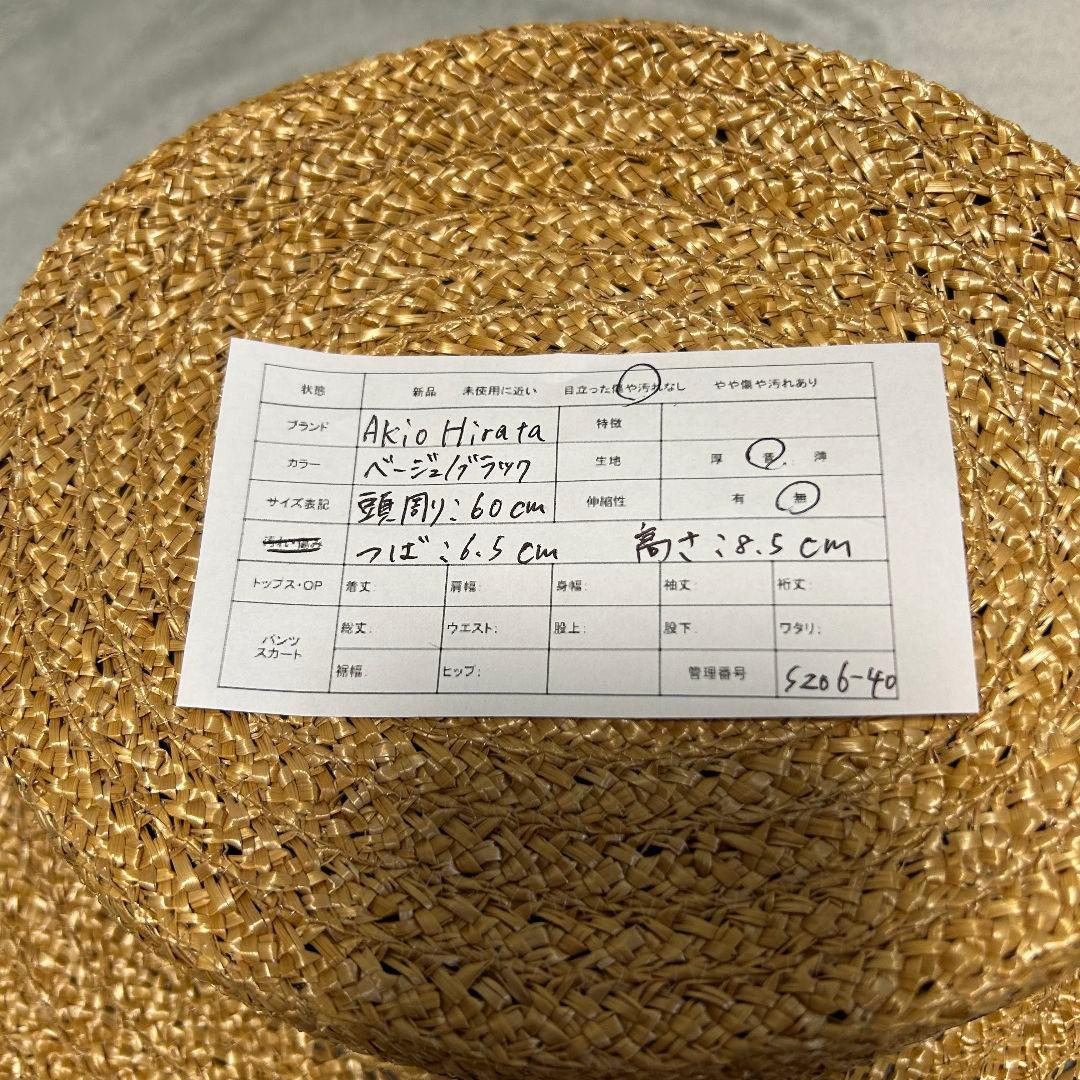 状態 新品 未使用に近い 目立った傷や汚れなし やや傷や汚れあり
ブランド Akio Hirata 特徴
カラー ベージュ/ブラック 生地 厚 普 薄
サイズ表記 頭周り:60cm 伸縮性 有 無
つば:6.5cm 高さ:8.5cm
トップス・OP 着丈: 肩幅: 身幅: 袖丈: 裄丈:
パンツ スカート 総丈: ウエスト: 股上: 股下: ワタリ:
裾幅: ヒップ: 管理番号 S206-40